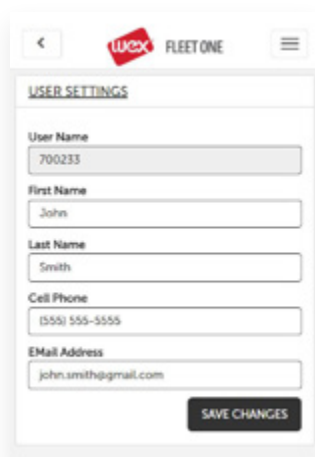 wex FLEET ONE
USER SETTINGS
User Name
700233
First Name
John
Last Name
Smith
Cell Phone
(555) 555-5555
EMail Address
john.smith@gmail.com
SAVE CHANGES